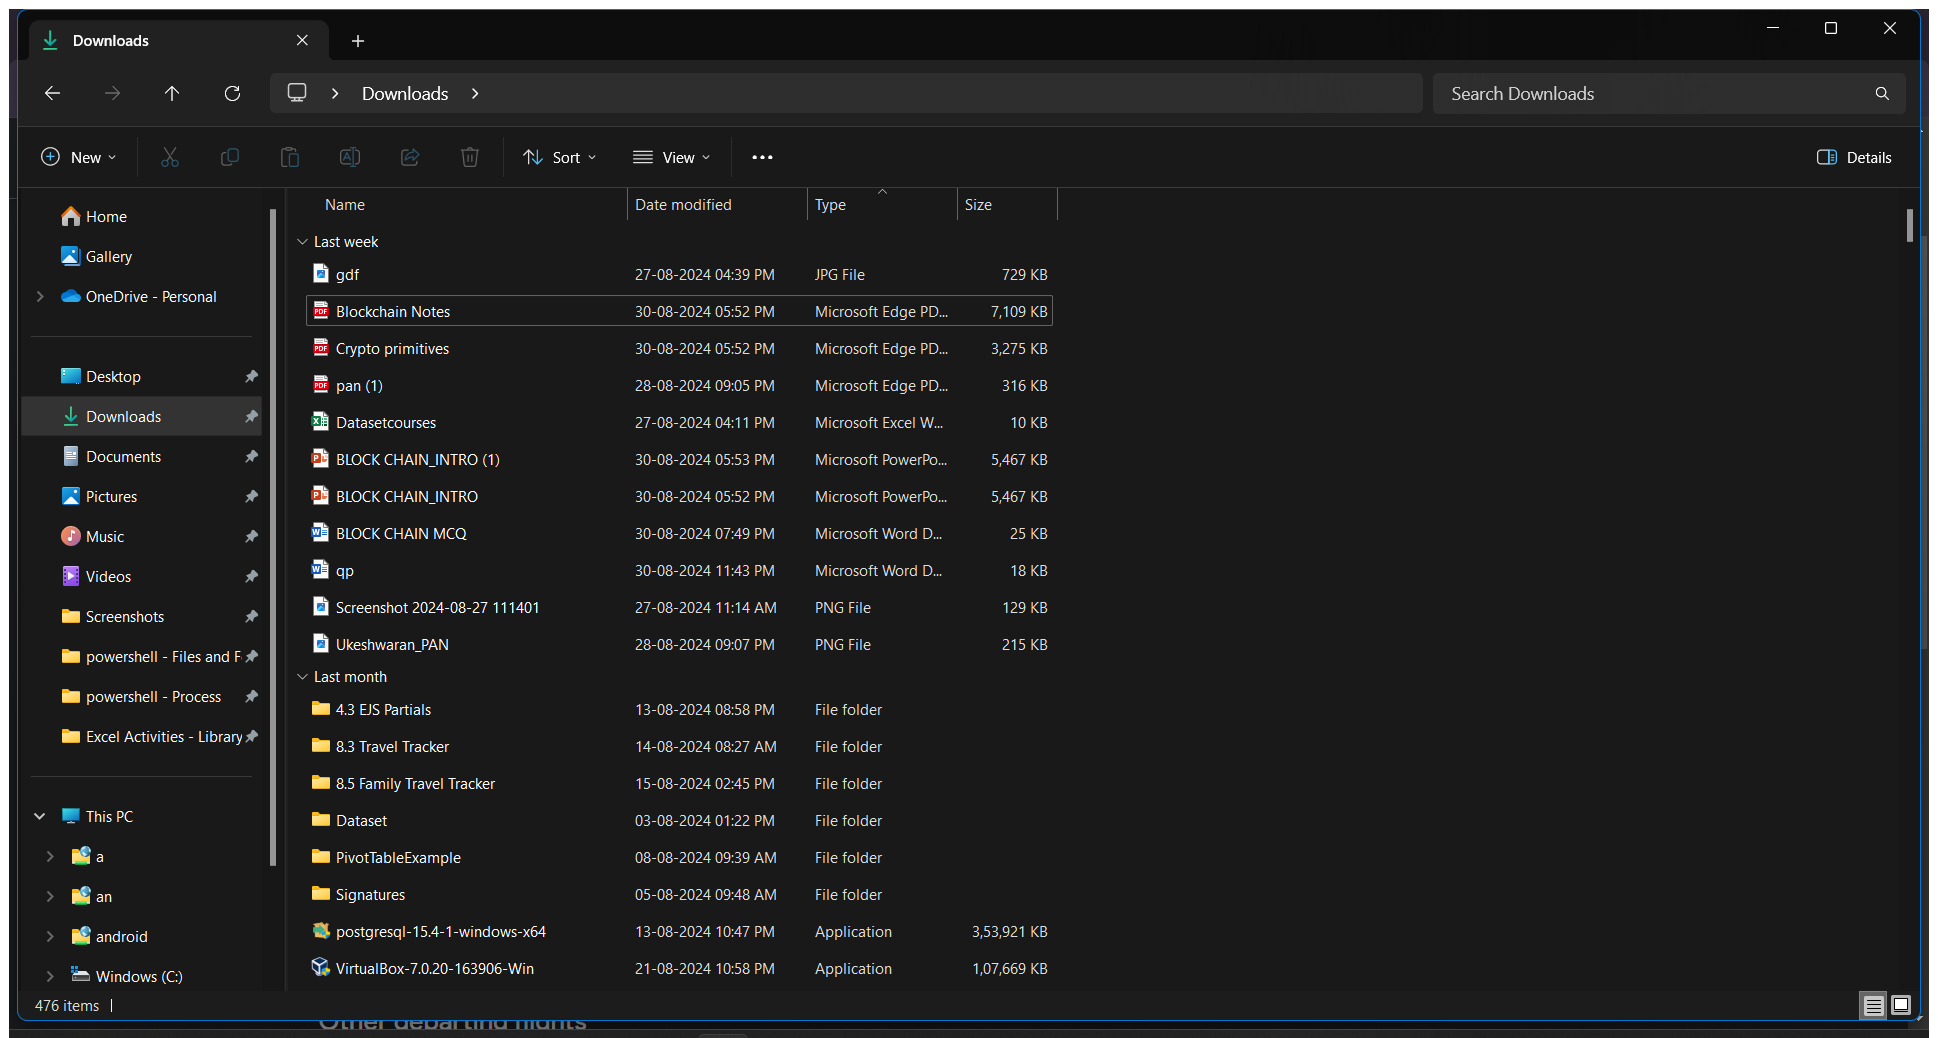 Downloads
Downloads
Search Downloads
New
Sort
View
Details
Home
Gallery
OneDrive - Personal
Desktop
Downloads
Documents
Pictures
Music
Videos
Screenshots
powershell - Files and F
powershell - Process
Excel Activities - Library
This PC
a
an
android
Windows (C:)
Name Date modified Type Size
Last week
gdf 27-08-2024 04:39 PM JPG File 729 KB
Blockchain Notes 30-08-2024 05:52 PM Microsoft Edge PD... 7,109 KB
Crypto primitives 30-08-2024 05:52 PM Microsoft Edge PD... 3,275 KB
pan (1) 28-08-2024 09:05 PM Microsoft Edge PD... 316 KB
Datasetcourses 27-08-2024 04:11 PM Microsoft Excel W... 10 KB
BLOCK CHAIN_INTRO (1) 30-08-2024 05:53 PM Microsoft PowerPo... 5,467 KB
BLOCK CHAIN_INTRO 30-08-2024 05:52 PM Microsoft PowerPo... 5,467 KB
BLOCK CHAIN MCQ 30-08-2024 07:49 PM Microsoft Word D... 25 KB
qp 30-08-2024 11:43 PM Microsoft Word D... 18 KB
Screenshot 2024-08-27 111401 27-08-2024 11:14 AM PNG File 129 KB
Ukeshwaran_PAN 28-08-2024 09:07 PM PNG File 215 KB
Last month
4.3 EJS Partials 13-08-2024 08:58 PM File folder
8.3 Travel Tracker 14-08-2024 08:27 AM File folder
8.5 Family Travel Tracker 15-08-2024 02:45 PM File folder
Dataset 03-08-2024 01:22 PM File folder
PivotTableExample 08-08-2024 09:39 AM File folder
Signatures 05-08-2024 09:48 AM File folder
postgresql-15.4-1-windows-x64 13-08-2024 10:47 PM Application 3,53,921 KB
VirtualBox-7.0.20-163906-Win 21-08-2024 10:58 PM Application 1,07,669 KB
476 items
Other departing flights